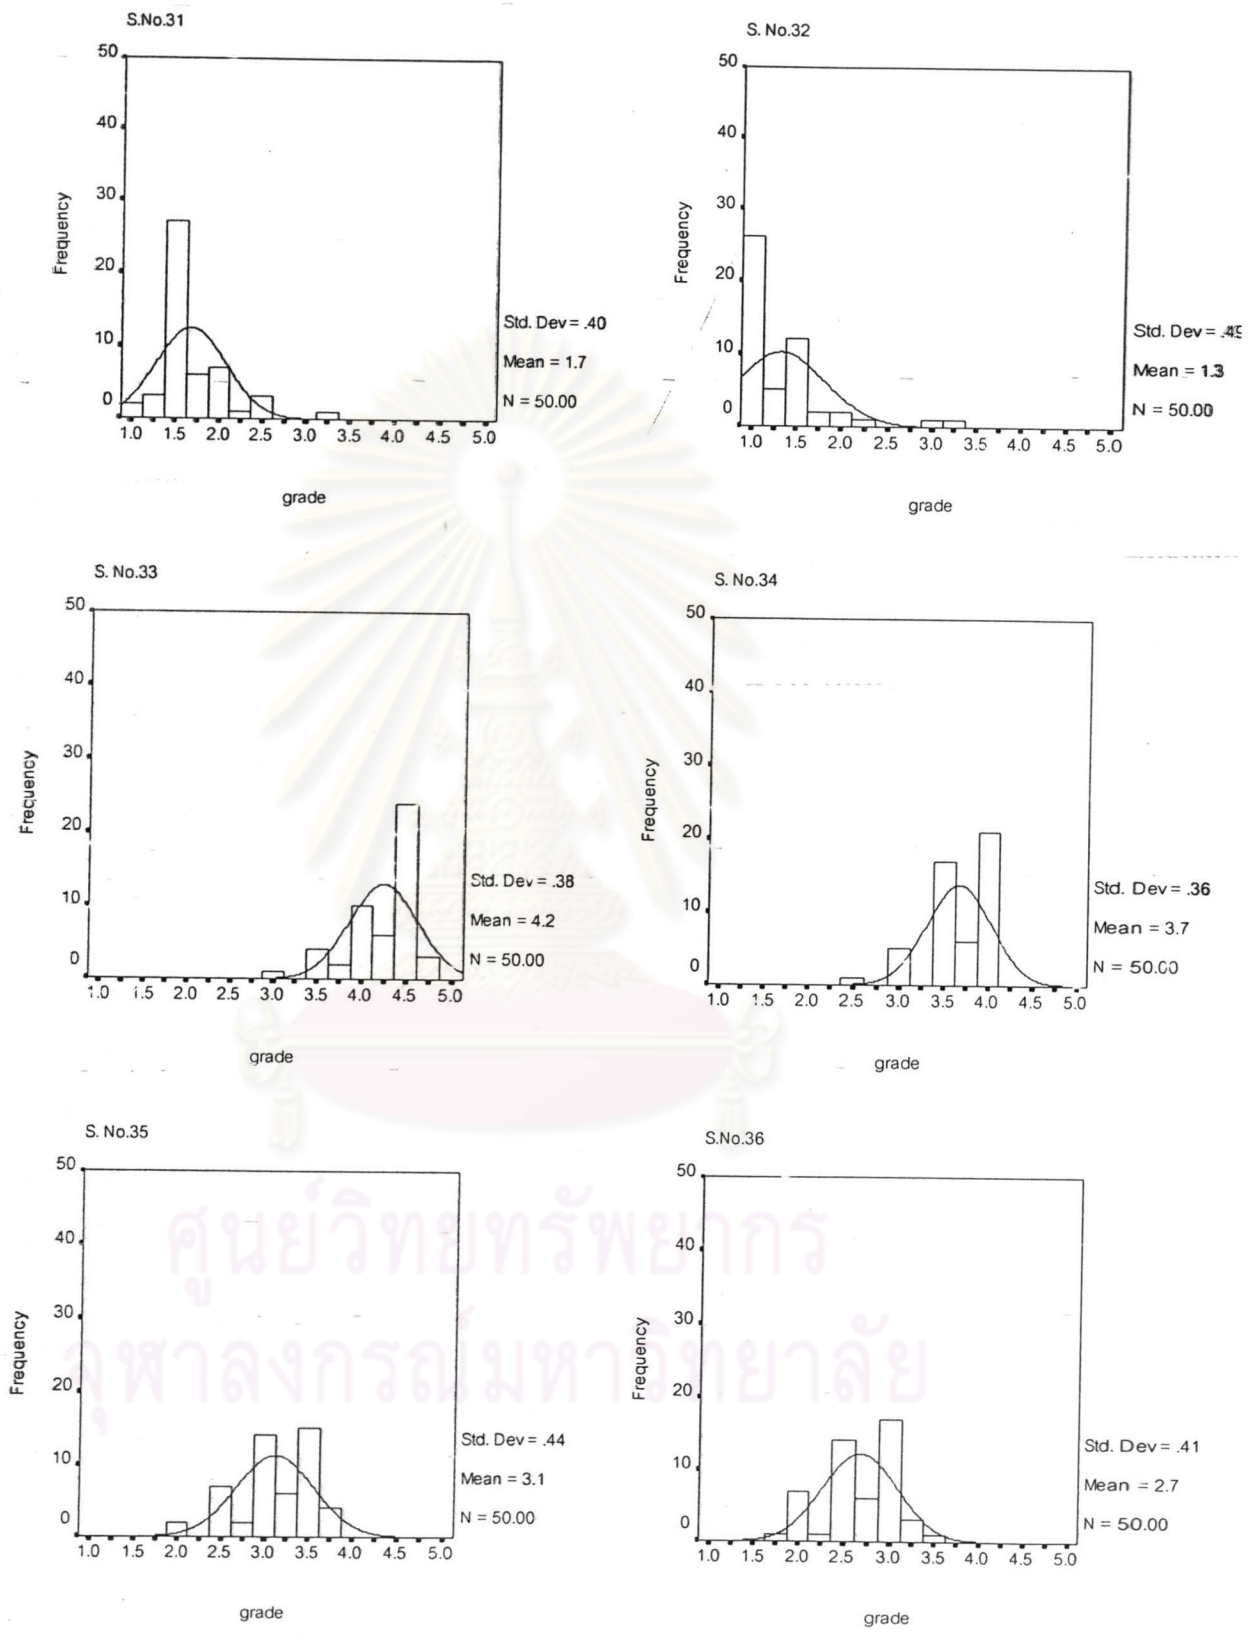 S.No.31
50
40
30
20
10
0
Frequency
1.0 1.5 2.0 2.5 3.0 3.5 4.0 4.5 5.0
grade
Std. Dev = .40
Mean = 1.7
N = 50.00
S. No.32
50
40
30
20
10
0
Frequency
1.0 1.5 2.0 2.5 3.0 3.5 4.0 4.5 5.0
grade
Std. Dev = .49
Mean = 1.3
N = 50.00
S. No.33
50
40
30
20
10
0
Frequency
1.0 1.5 2.0 2.5 3.0 3.5 4.0 4.5 5.0
grade
Std. Dev = .38
Mean = 4.2
N = 50.00
S. No.34
50
40
30
20
10
0
Frequency
1.0 1.5 2.0 2.5 3.0 3.5 4.0 4.5 5.0
grade
Std. Dev = .36
Mean = 3.7
N = 50.00
S. No.35
50
40
30
20
10
0
Frequency
1.0 1.5 2.0 2.5 3.0 3.5 4.0 4.5 5.0
grade
Std. Dev = .44
Mean = 3.1
N = 50.00
S.No.36
50
40
30
20
10
0
Frequency
1.0 1.5 2.0 2.5 3.0 3.5 4.0 4.5 5.0
grade
Std. Dev = .41
Mean = 2.7
N = 50.00
ศูนย์วิทยทรัพยากร
จุฬาลงกรณ์มหาวิทยาลัย